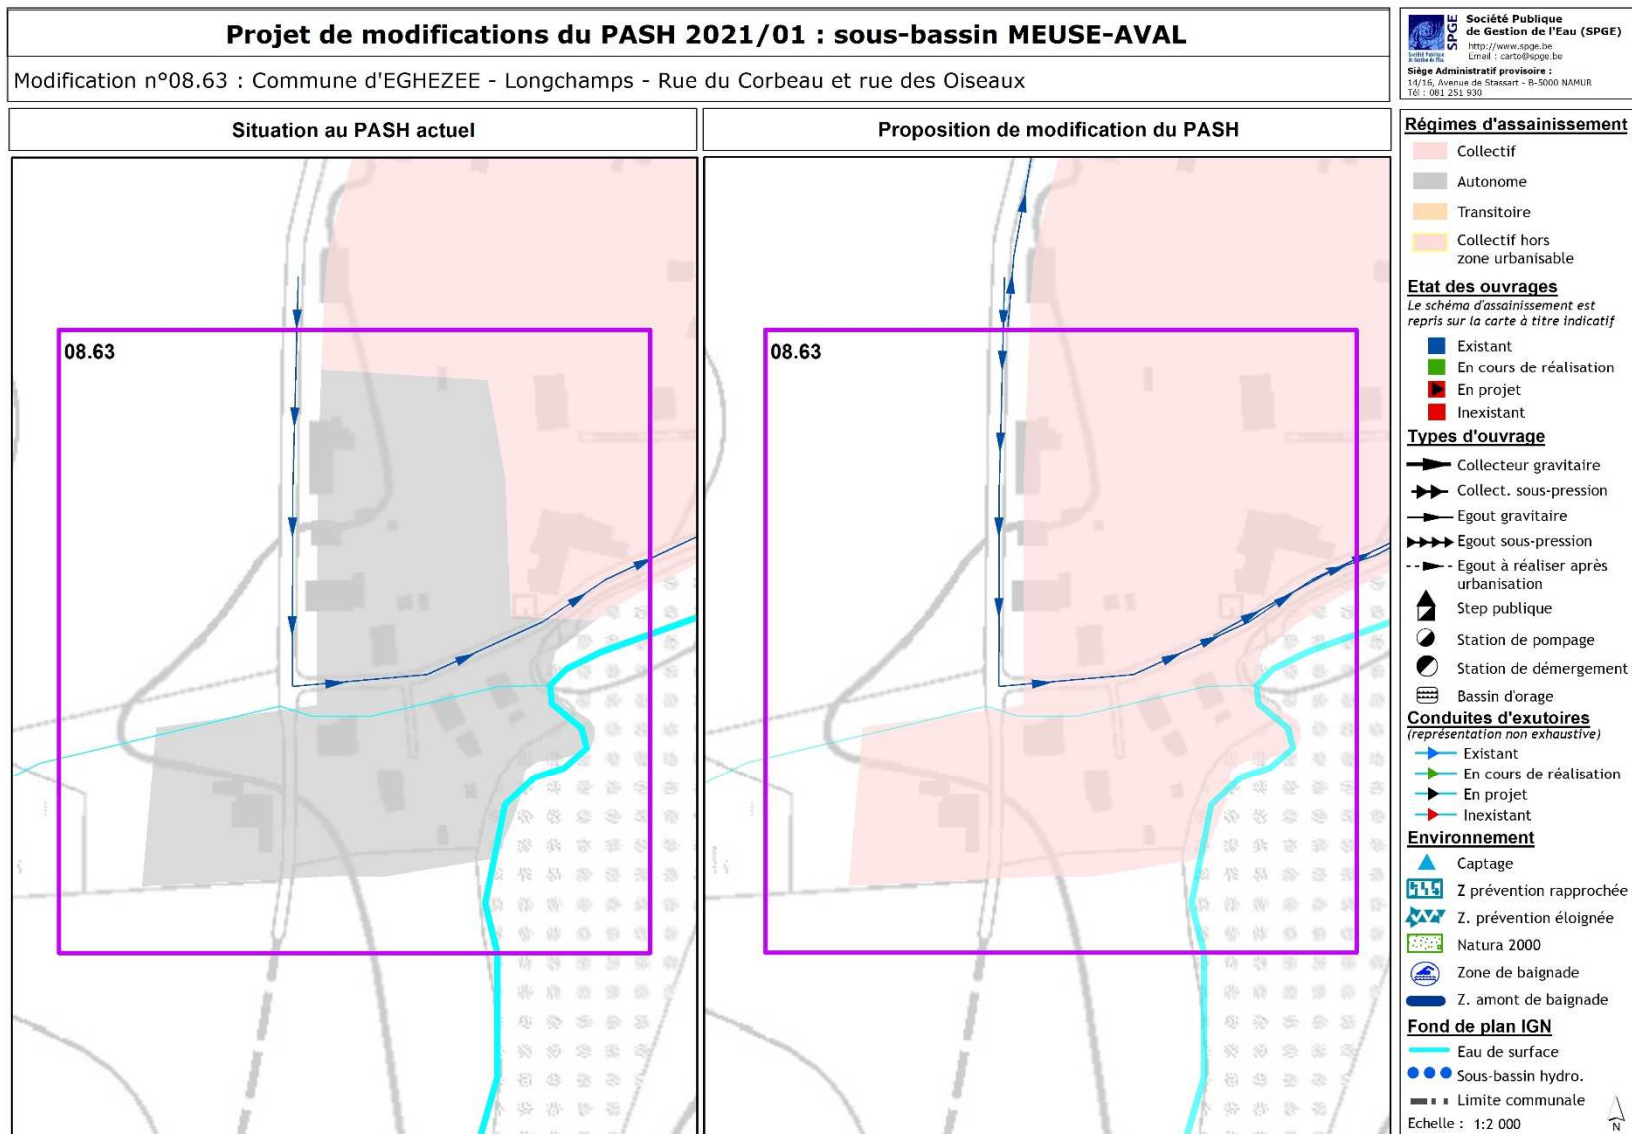 Projet de modifications du PASH 2021/01 : sous-bassin MEUSE-AVAL
Modification n°08.63 : Commune d'EGHEZEE - Longchamps - Rue du Corbeau et rue des Oiseaux
SPGE
Société Publique
de Gestion de l'Eau (SPGE)
http://www.spge.be
Email : carto@spge.be
Société Publique
de Gestion de l'Eau
Siège Administratif provisoire :
14/16, Avenue de Stassart - B-5000 NAMUR
Tél : 081 251 930
Situation au PASH actuel
Proposition de modification du PASH
08.63
08.63
Régimes d'assainissement
Collectif
Autonome
Transitoire
Collectif hors
zone urbanisable
Etat des ouvrages
Le schéma d'assainissement est
repris sur la carte à titre indicatif
Existant
En cours de réalisation
En projet
Inexistant
Types d'ouvrage
Collecteur gravitaire
Collect. sous-pression
Egout gravitaire
Egout sous-pression
Egout à réaliser après
urbanisation
Step publique
Station de pompage
Station de démergement
Bassin d'orage
Conduites d'exutoires
(représentation non exhaustive)
Existant
En cours de réalisation
En projet
Inexistant
Environnement
Captage
Z prévention rapprochée
Z. prévention éloignée
Natura 2000
Zone de baignade
Z. amont de baignade
Fond de plan IGN
Eau de surface
Sous-bassin hydro.
Limite communale
Echelle : 1:2 000
N